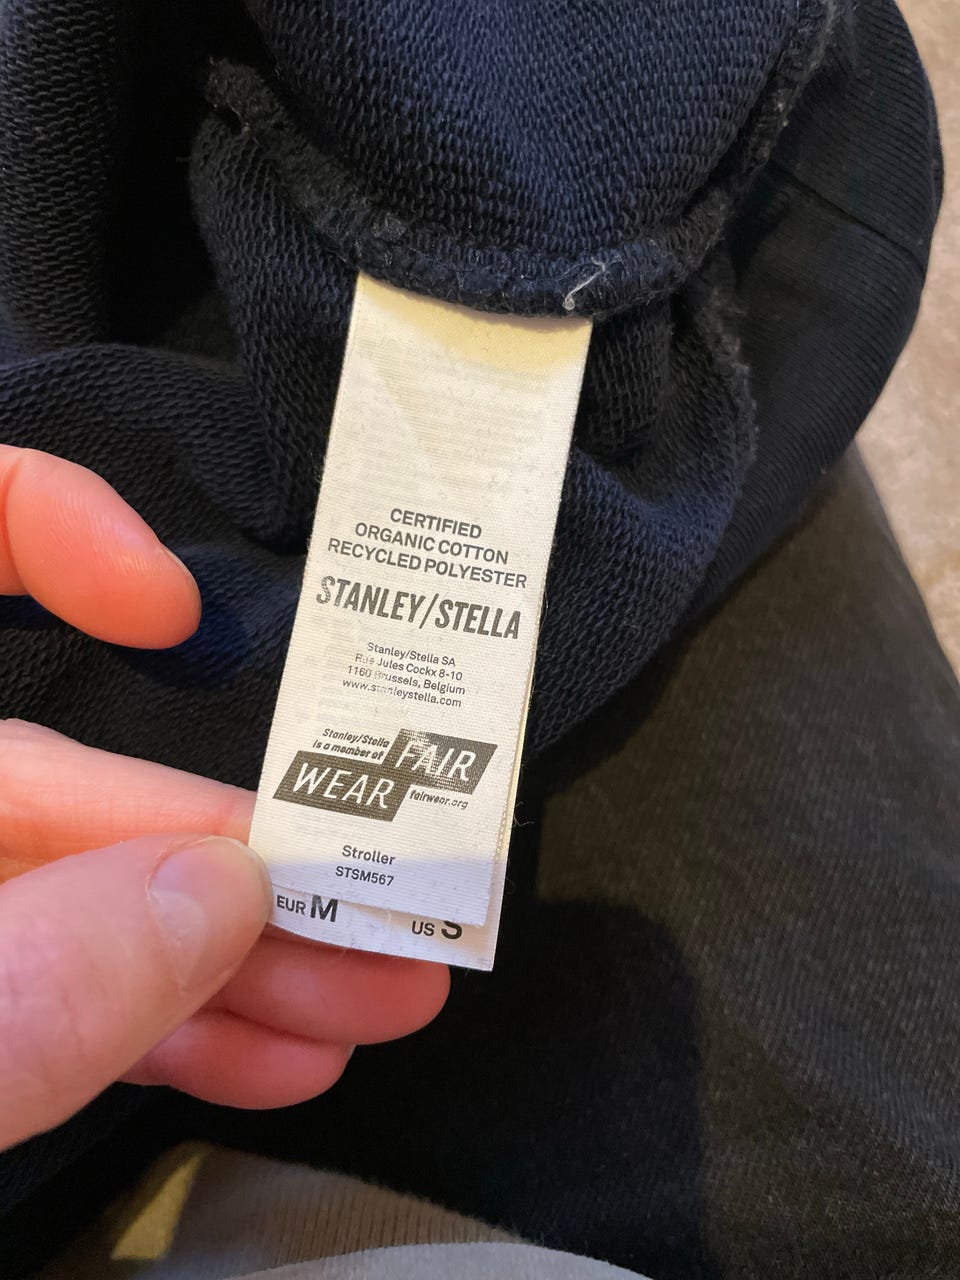 CERTIFIED
ORGANIC COTTON
RECYCLED POLYESTER
STANLEY/STELLA
Stanley/Stella SA
Rue Jules Cockx 8-10
1160 Brussels, Belgium
www.stanleystella.com
Stanley/Stella
is a member of
FAIR
WEAR
fairwear.org
Stroller
STSM567
EUR M
US S